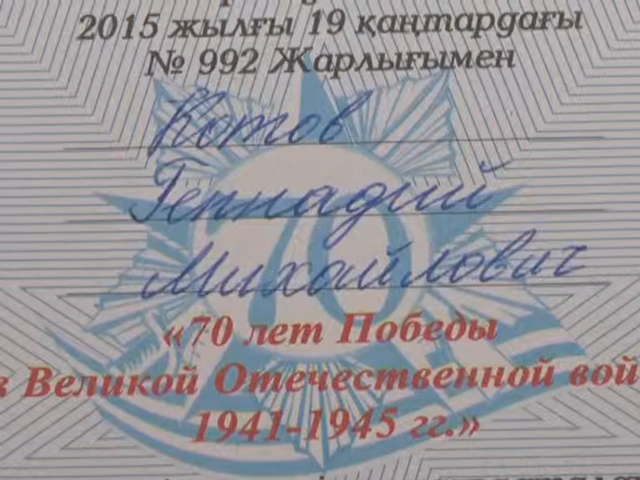 2015 жылғы 19 қаңтардағы
№ 992 Жарлығымен
Котов
Геннадий
Михайлович
70
«70 лет Победы
в Великой Отечественной вой
1941-1945 гг.»